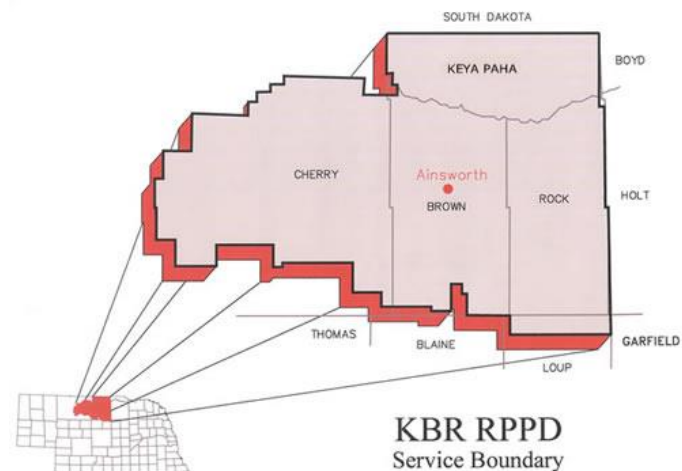 SOUTH DAKOTA
BOYD
KEYA PAHA
CHERRY
Ainsworth
BROWN
ROCK
HOLT
THOMAS
BLAINE
GARFIELD
LOUP
KBR RPPD
Service Boundary